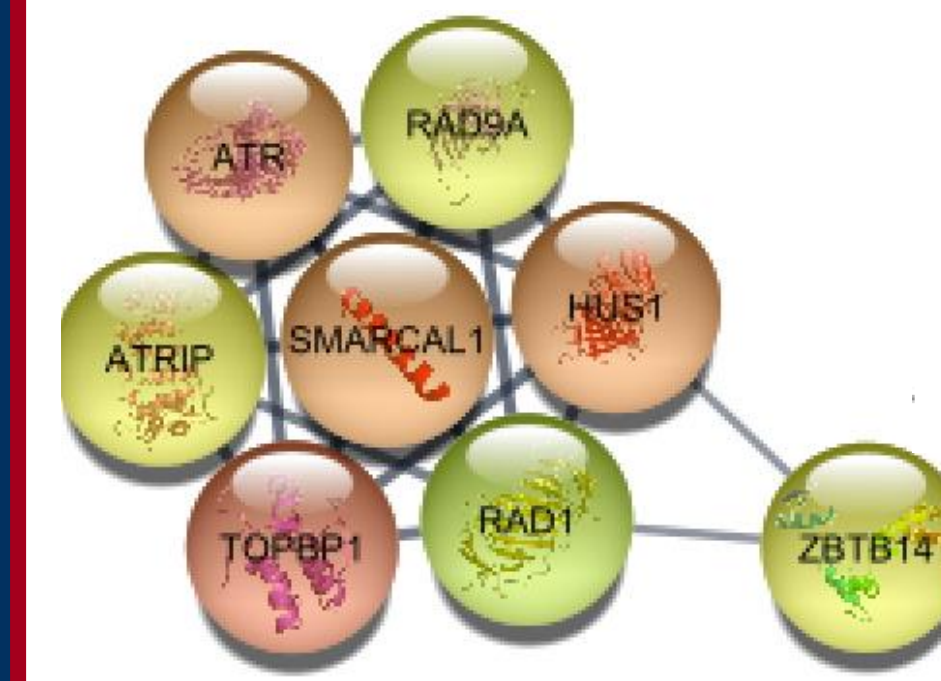 RAD9A
ATR
HUS1
SMARCAL1
ATRIP
RAD1
TOPBP1
ZBTB14